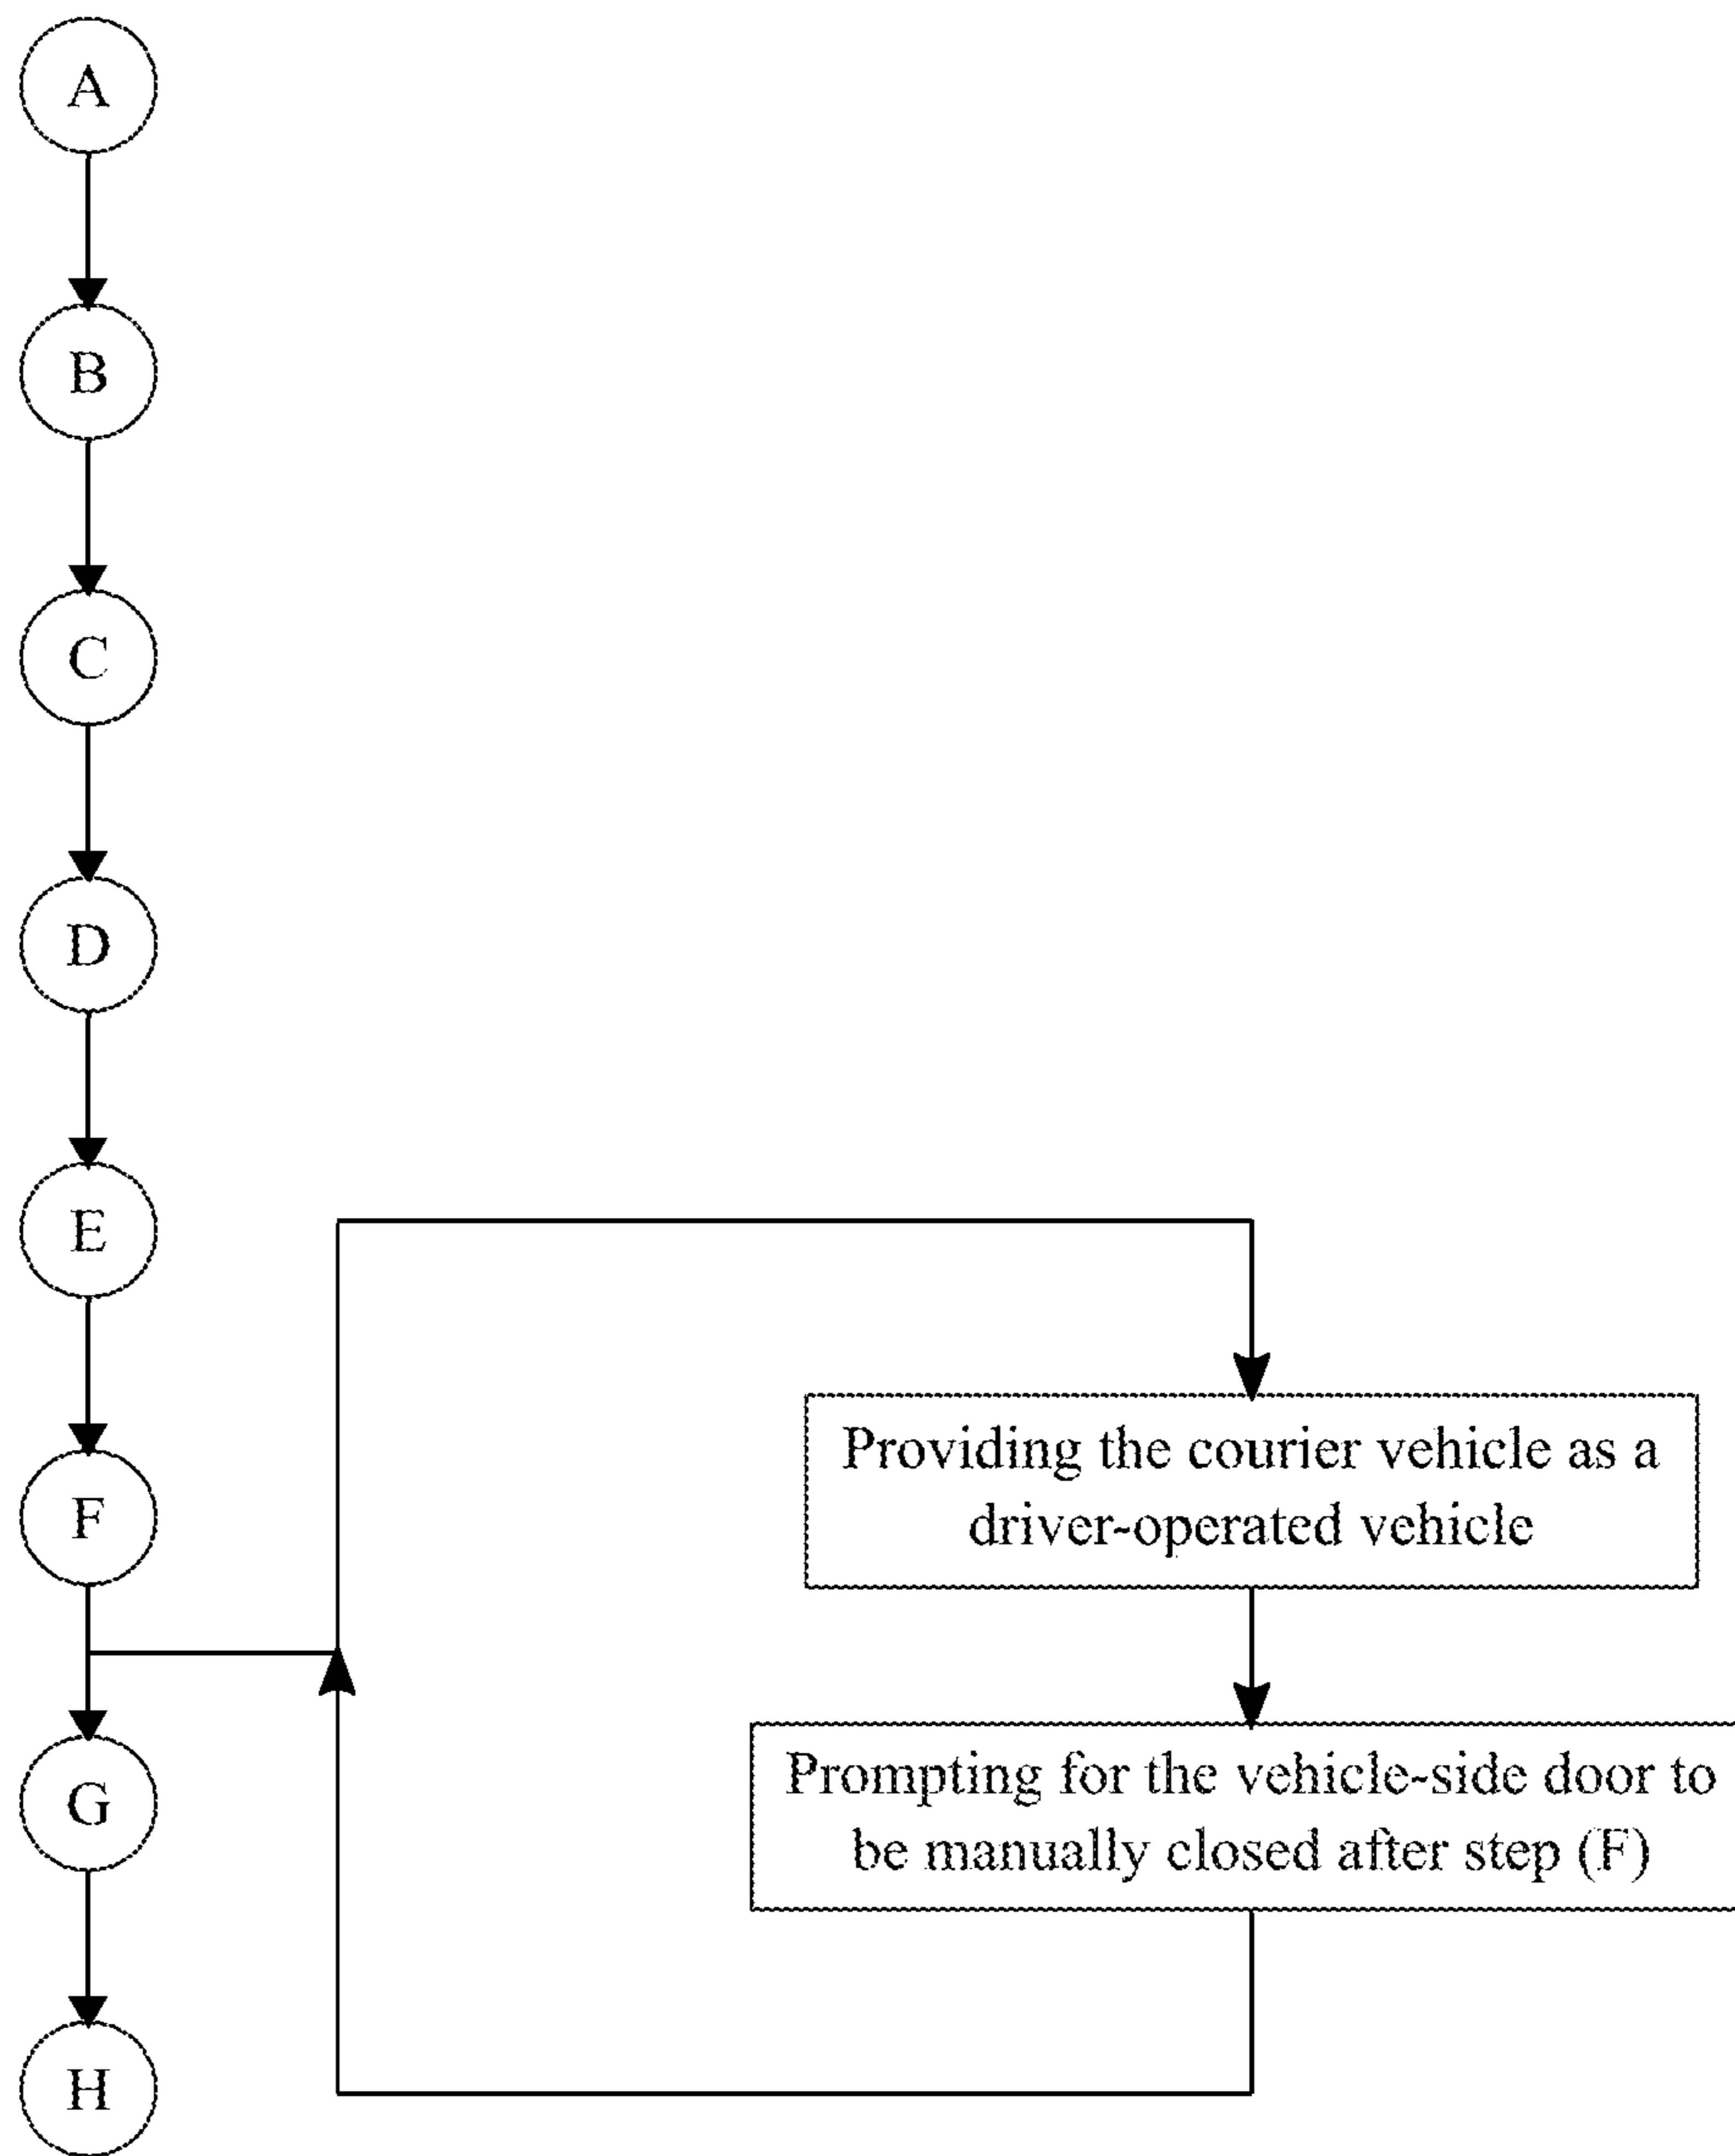 A
B
C
D
E
F
Providing the courier vehicle as a
driver-operated vehicle
Prompting for the vehicle-side door to
be manually closed after step (F)
G
H